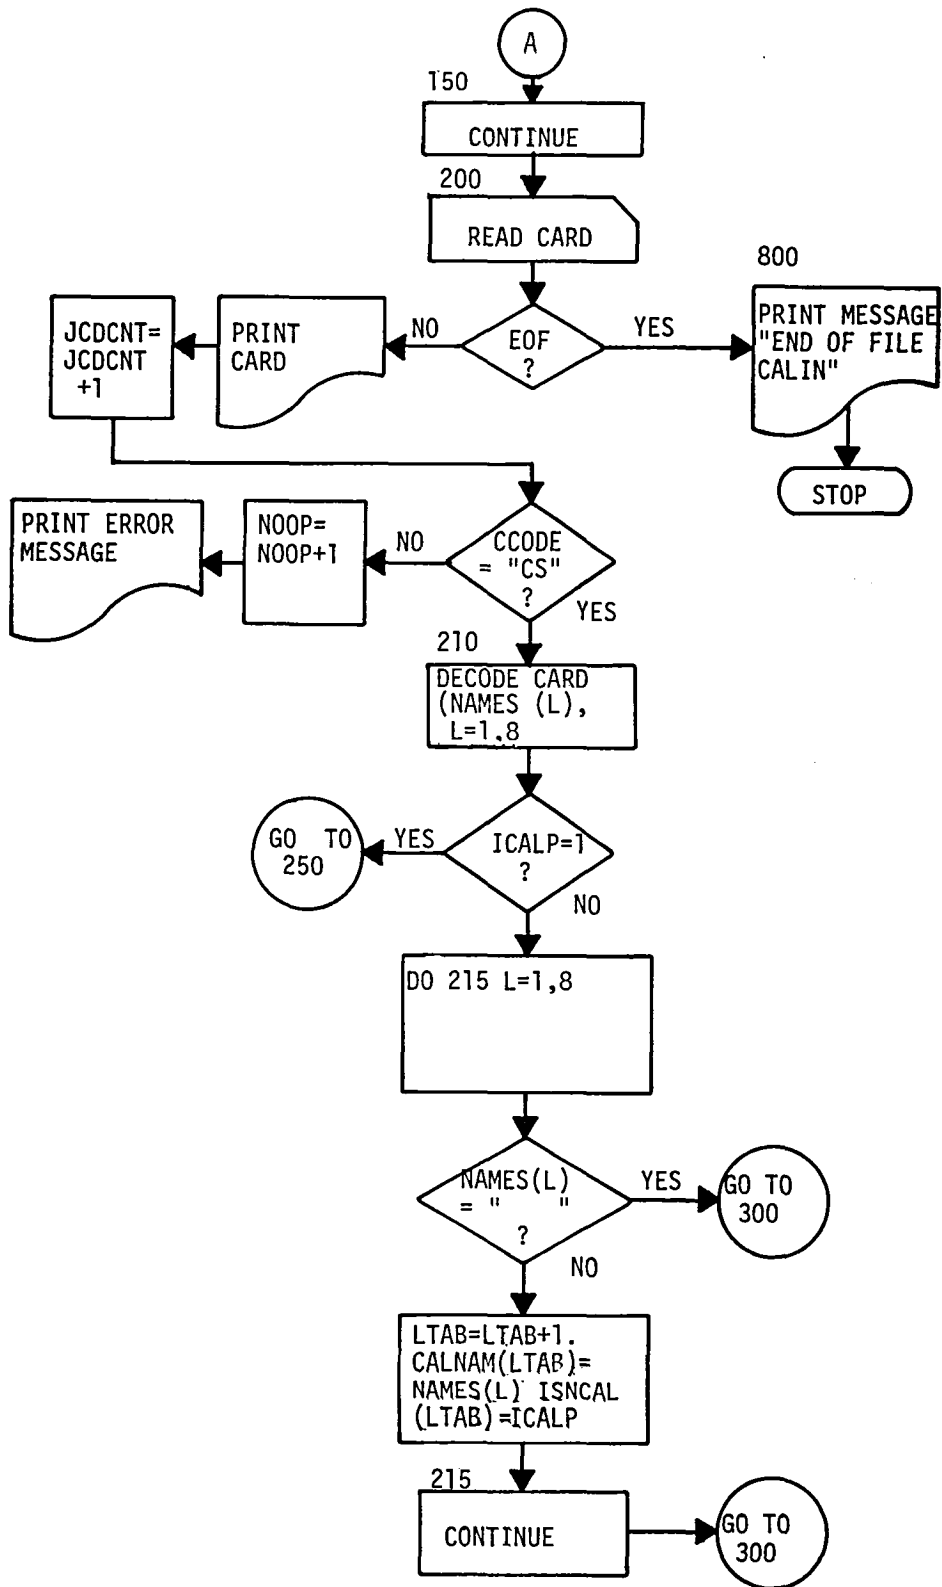 A
150
CONTINUE
200
READ CARD
800
JCDCNT=
JCDCNT
+1
PRINT
CARD
NO
EOF
?
YES
PRINT MESSAGE
"END OF FILE
CALIN"
STOP
PRINT ERROR
MESSAGE
NOOP=
NOOP+1
NO
CCODE
= "CS"
?
YES
210
DECODE CARD
(NAMES (L),
L=1,8
GO TO
250
YES
ICALP=1
?
NO
DO 215 L=1,8
NAMES(L)
= " "
?
YES
GO TO
300
NO
LTAB=LTAB+1.
CALNAM(LTAB)=
NAMES(L) ISNCAL
(LTAB)=ICALP
215
CONTINUE
GO TO
300